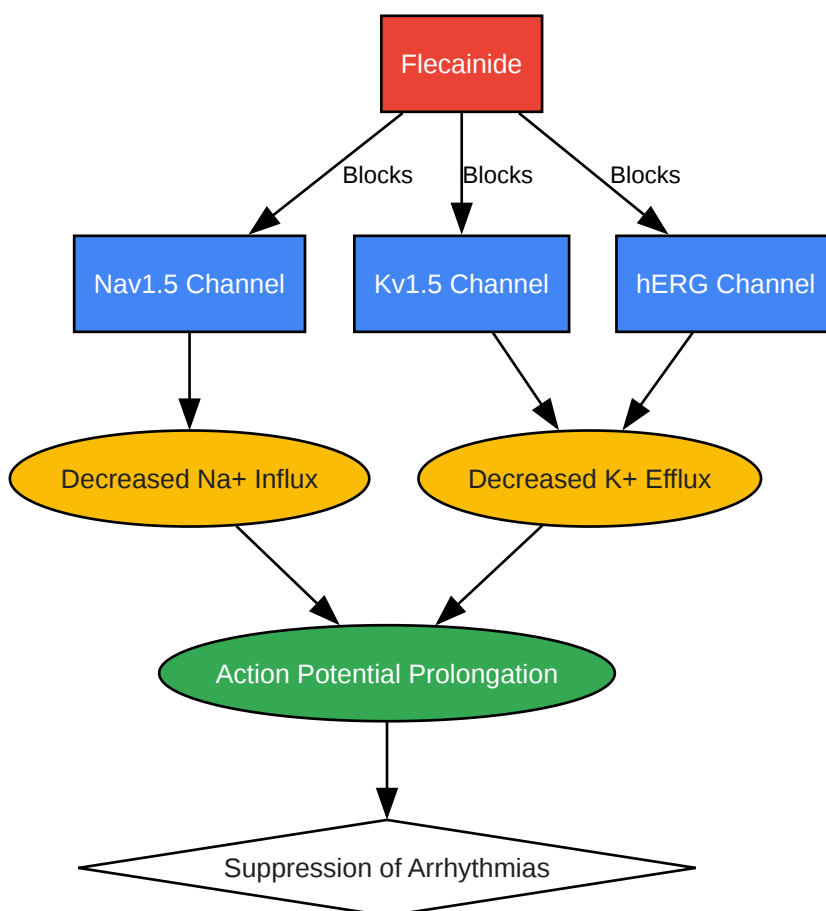 Flecainide
Blocks
Blocks
Blocks
Nav1.5 Channel
Kv1.5 Channel
hERG Channel
Decreased Na+ Influx
Decreased K+ Efflux
Action Potential Prolongation
Suppression of Arrhythmias